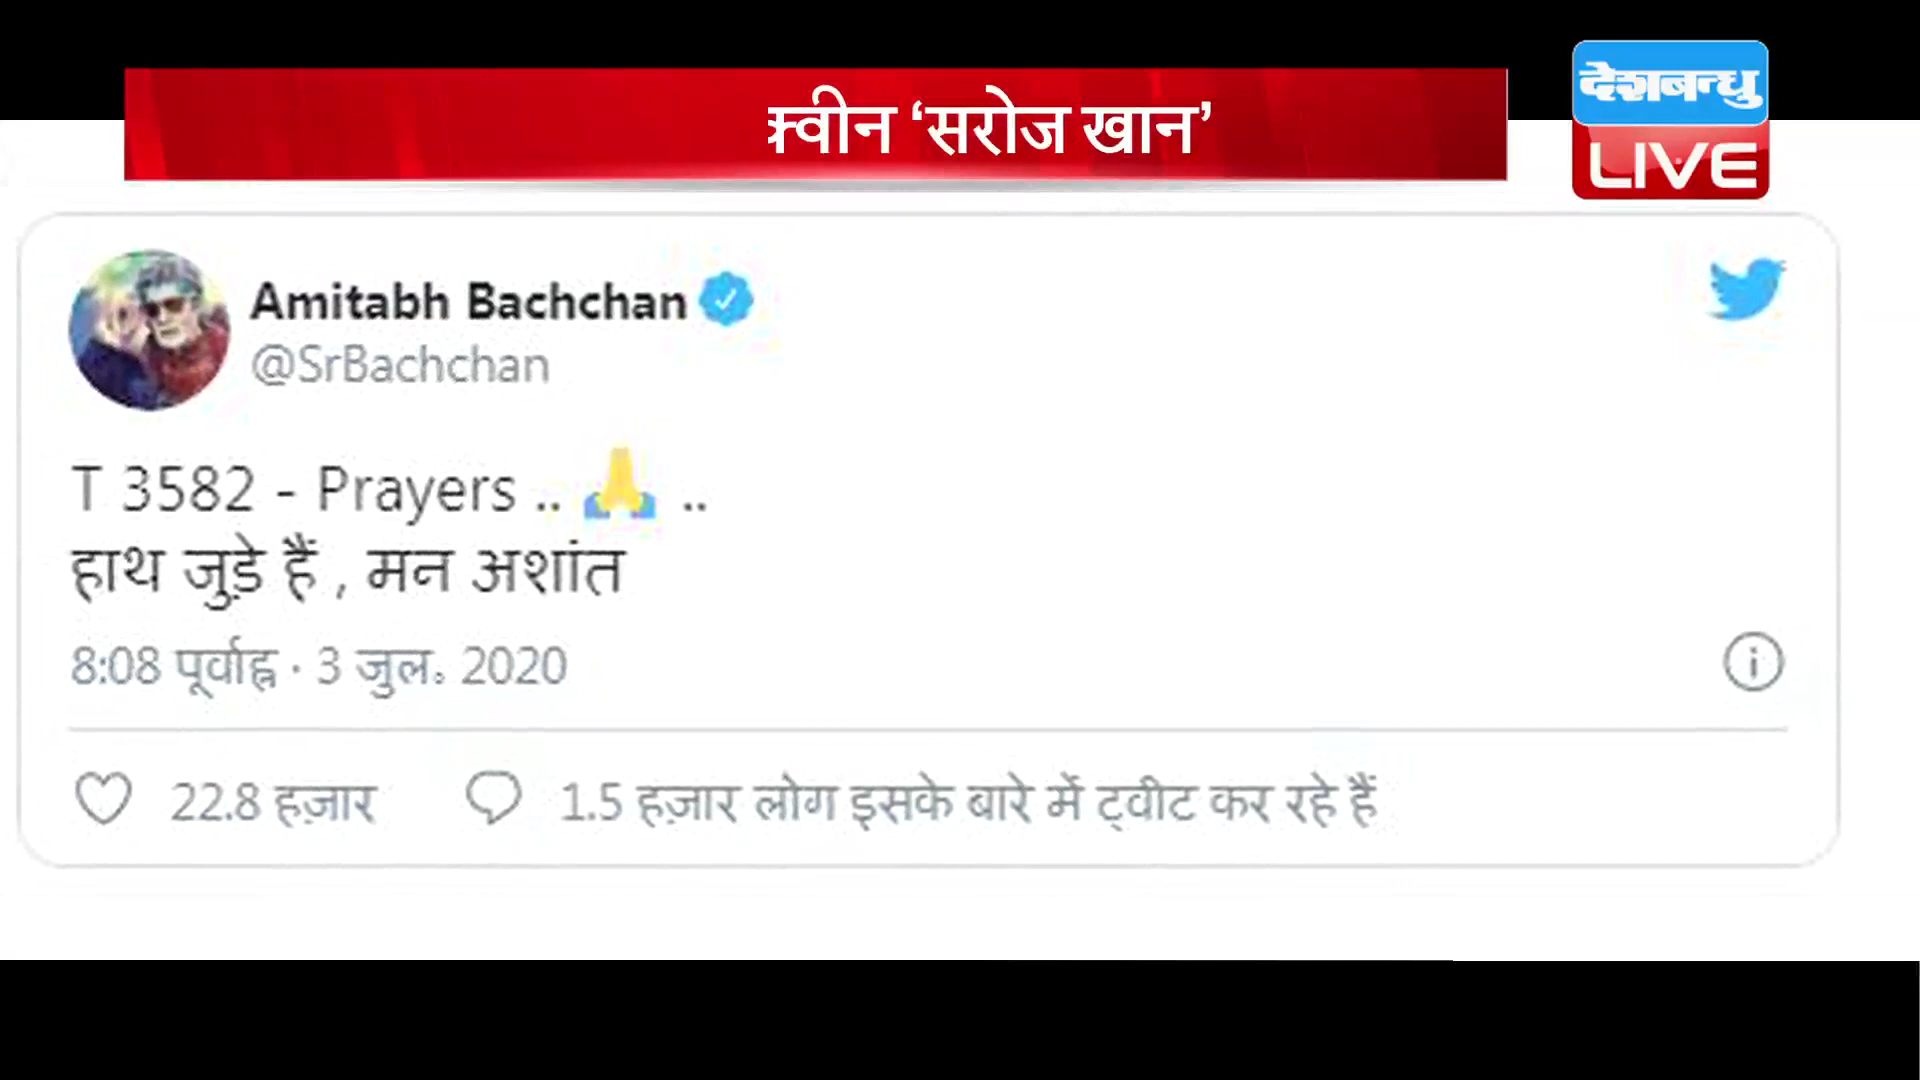 क्वीन ‘सरोज खान’
देशबन्धु
LIVE
Amitabh Bachchan
@SrBachchan
T 3582 - Prayers .. 🙏 ..
हाथ जुड़े हैं , मन अशांत
8:08 पूर्वाह्न · 3 जुल॰ 2020
22.8 हज़ार
1.5 हज़ार लोग इसके बारे में ट्वीट कर रहे हैं